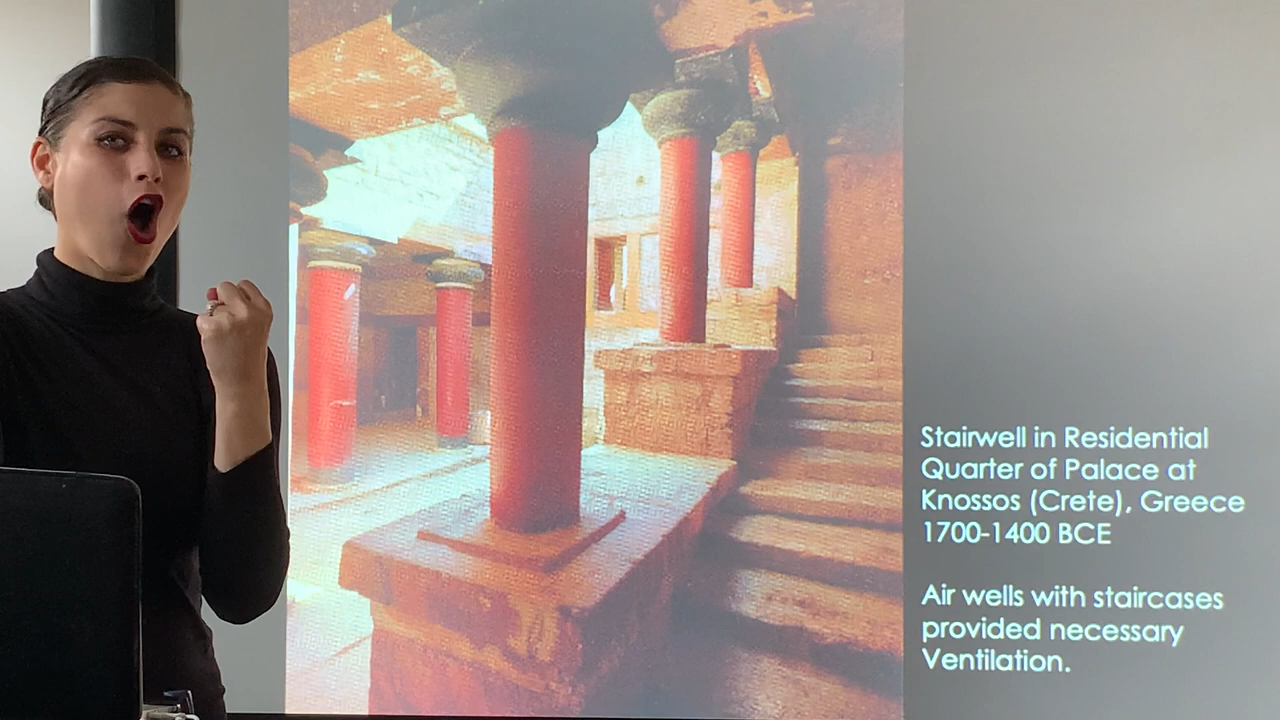 Stairwell in Residential
Quarter of Palace at
Knossos (Crete), Greece
1700-1400 BCE
Air wells with staircases
provided necessary
Ventilation.